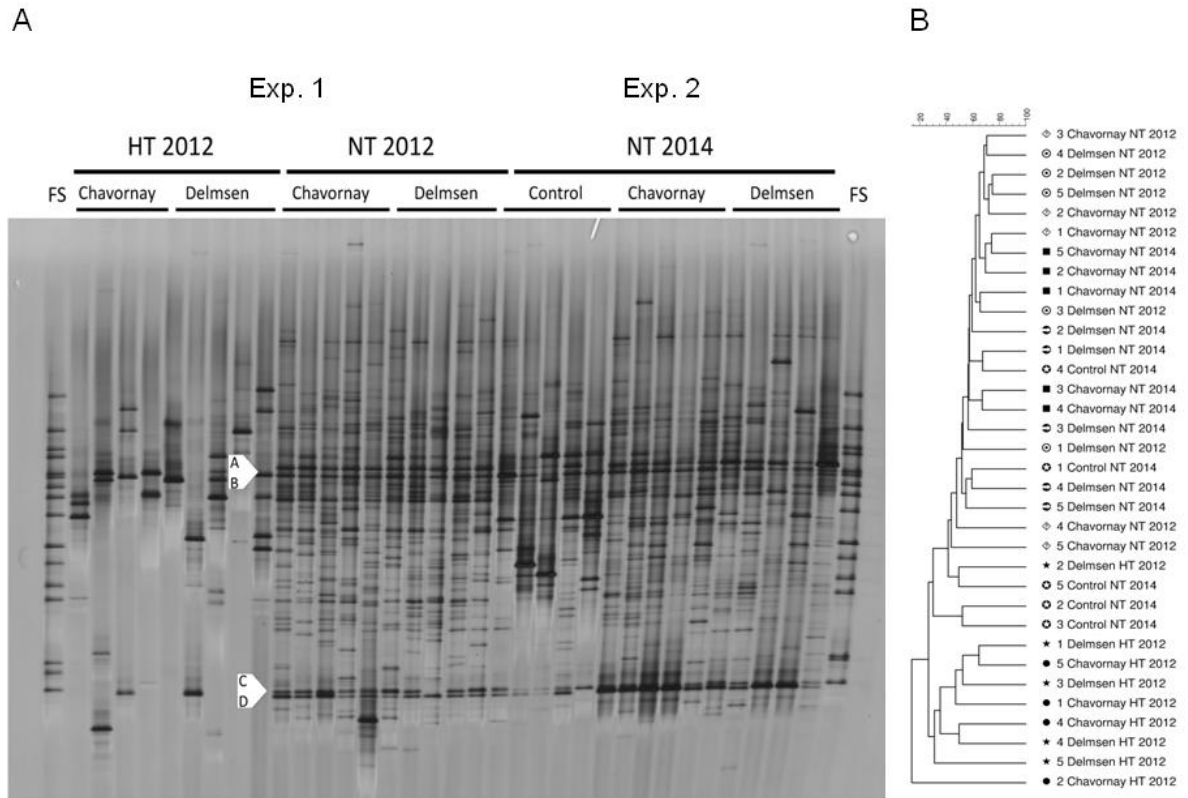 A
B
Exp. 1
Exp. 2
HT 2012
NT 2012
NT 2014
FS
Chavornay
Delmsen
Chavornay
Delmsen
Control
Chavornay
Delmsen
FS
A
B
C
D
20
40
60
80
100
3 Chavornay NT 2012
4 Delmsen NT 2012
2 Delmsen NT 2012
5 Delmsen NT 2012
2 Chavornay NT 2012
1 Chavornay NT 2012
5 Chavornay NT 2014
2 Chavornay NT 2014
1 Chavornay NT 2014
3 Delmsen NT 2012
2 Delmsen NT 2014
1 Delmsen NT 2014
4 Control NT 2014
3 Chavornay NT 2014
4 Chavornay NT 2014
3 Delmsen NT 2014
1 Delmsen NT 2012
1 Control NT 2014
4 Delmsen NT 2014
5 Delmsen NT 2014
4 Chavornay NT 2012
5 Chavornay NT 2012
2 Delmsen HT 2012
5 Control NT 2014
2 Control NT 2014
3 Control NT 2014
1 Delmsen HT 2012
5 Chavornay HT 2012
3 Delmsen HT 2012
1 Chavornay HT 2012
4 Chavornay HT 2012
4 Delmsen HT 2012
5 Delmsen HT 2012
2 Chavornay HT 2012